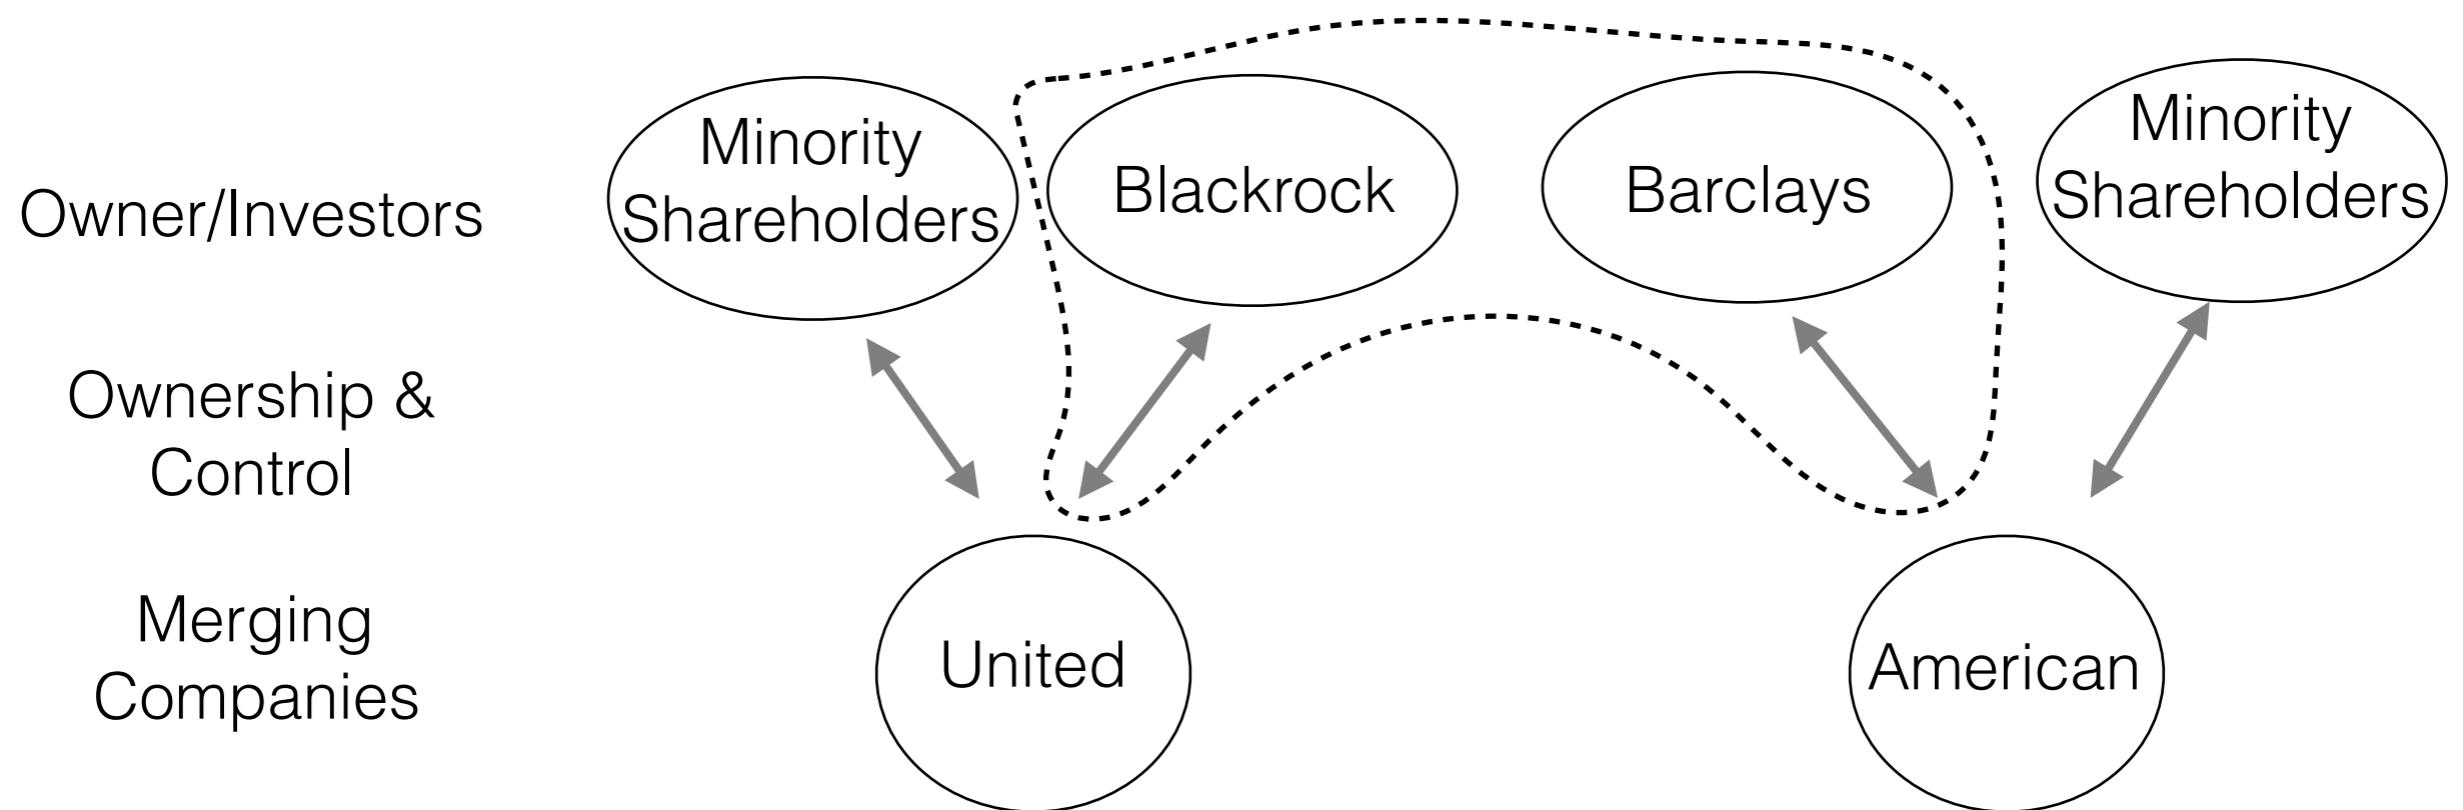 Owner/Investors
Minority
Shareholders
Blackrock
Barclays
Minority
Shareholders
Ownership &
Control
Merging
Companies
United
American